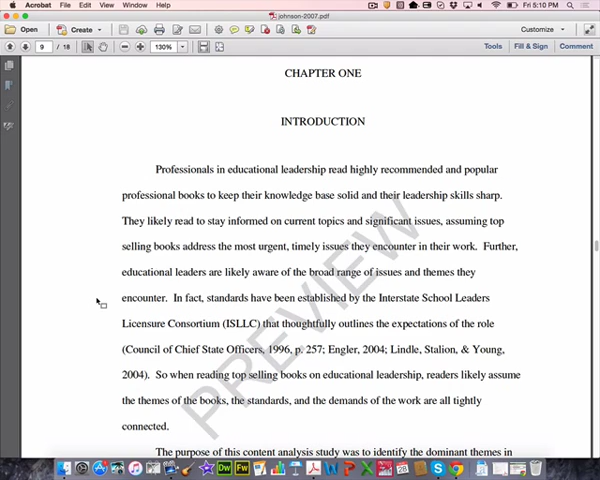 Acrobat File Edit View Window Help Fri 5:10 PM
johnson-2007.pdf
Open Create Customize
9 / 18 130% Tools Fill & Sign Comment
CHAPTER ONE
INTRODUCTION
Professionals in educational leadership read highly recommended and popular
professional books to keep their knowledge base solid and their leadership skills sharp.
They likely read to stay informed on current topics and significant issues, assuming top
selling books address the most urgent, timely issues they encounter in their work. Further,
educational leaders are likely aware of the broad range of issues and themes they
encounter. In fact, standards have been established by the Interstate School Leaders
Licensure Consortium (ISLLC) that thoughtfully outlines the expectations of the role
(Council of Chief State Officers, 1996, p. 257; Engler, 2004; Lindle, Stalion, & Young,
2004). So when reading top selling books on educational leadership, readers likely assume
the themes of the books, the standards, and the demands of the work are all tightly
connected.
The purpose of this content analysis study was to identify the dominant themes in
PREVIEW
Dw Fw P X 28 S